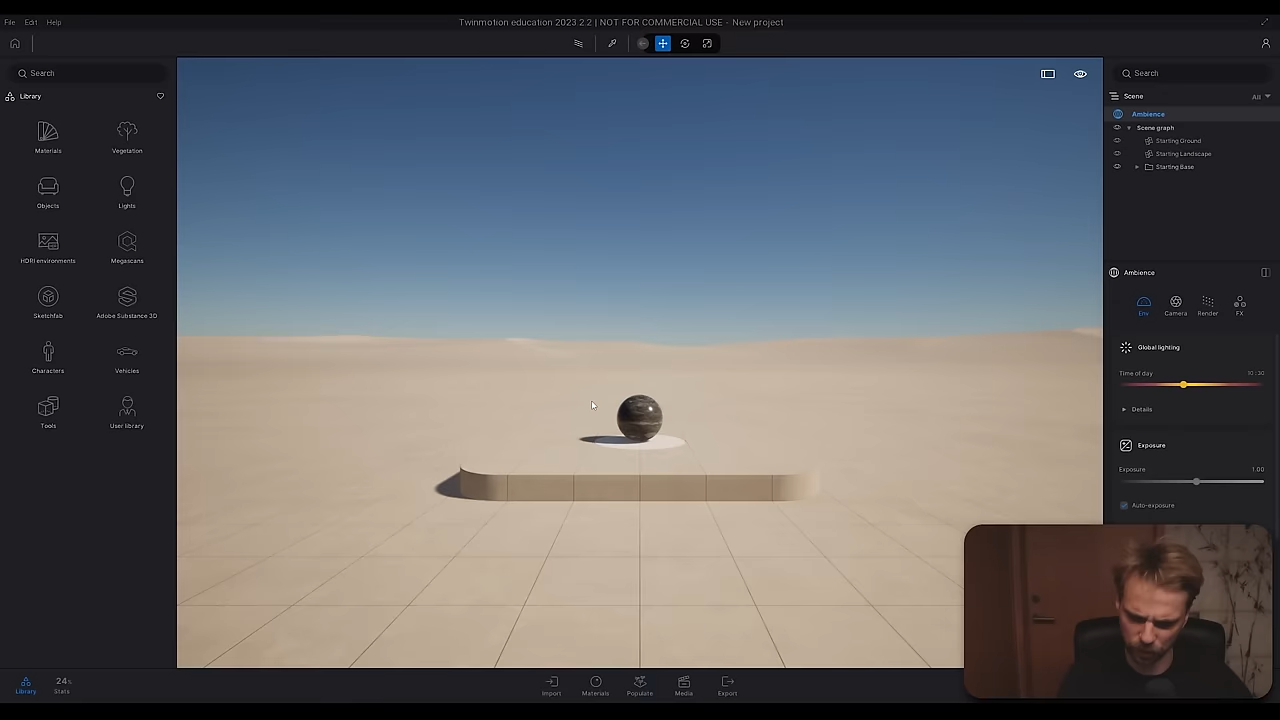 File Edit Help
Twinmotion education 2023.2.2 | NOT FOR COMMERCIAL USE - New project
Search
Library
Materials
Vegetation
Objects
Lights
HDRI environments
Megascans
Sketchfab
Adobe Substance 3D
Characters
Vehicles
Tools
User library
Search
Scene
All
Ambience
Scene graph
Starting Ground
Starting Landscape
Starting Base
Ambience
Env
Camera
Render
FX
Global lighting
Time of day 10:30
Details
Exposure
Exposure 1.00
Auto-exposure
Library
24%
Stats
Import
Materials
Populate
Media
Export